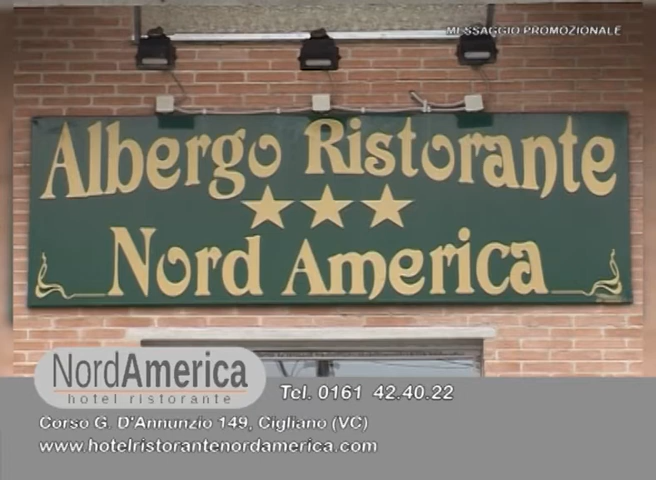 MESSAGGIO PROMOZIONALE
Albergo Ristorante
Nord America
NordAmerica
hotel ristorante
Tel. 0161 42.40.22
Corso G. D'Annunzio 149, Cigliano (VC)
www.hotelristorantenordamerica.com